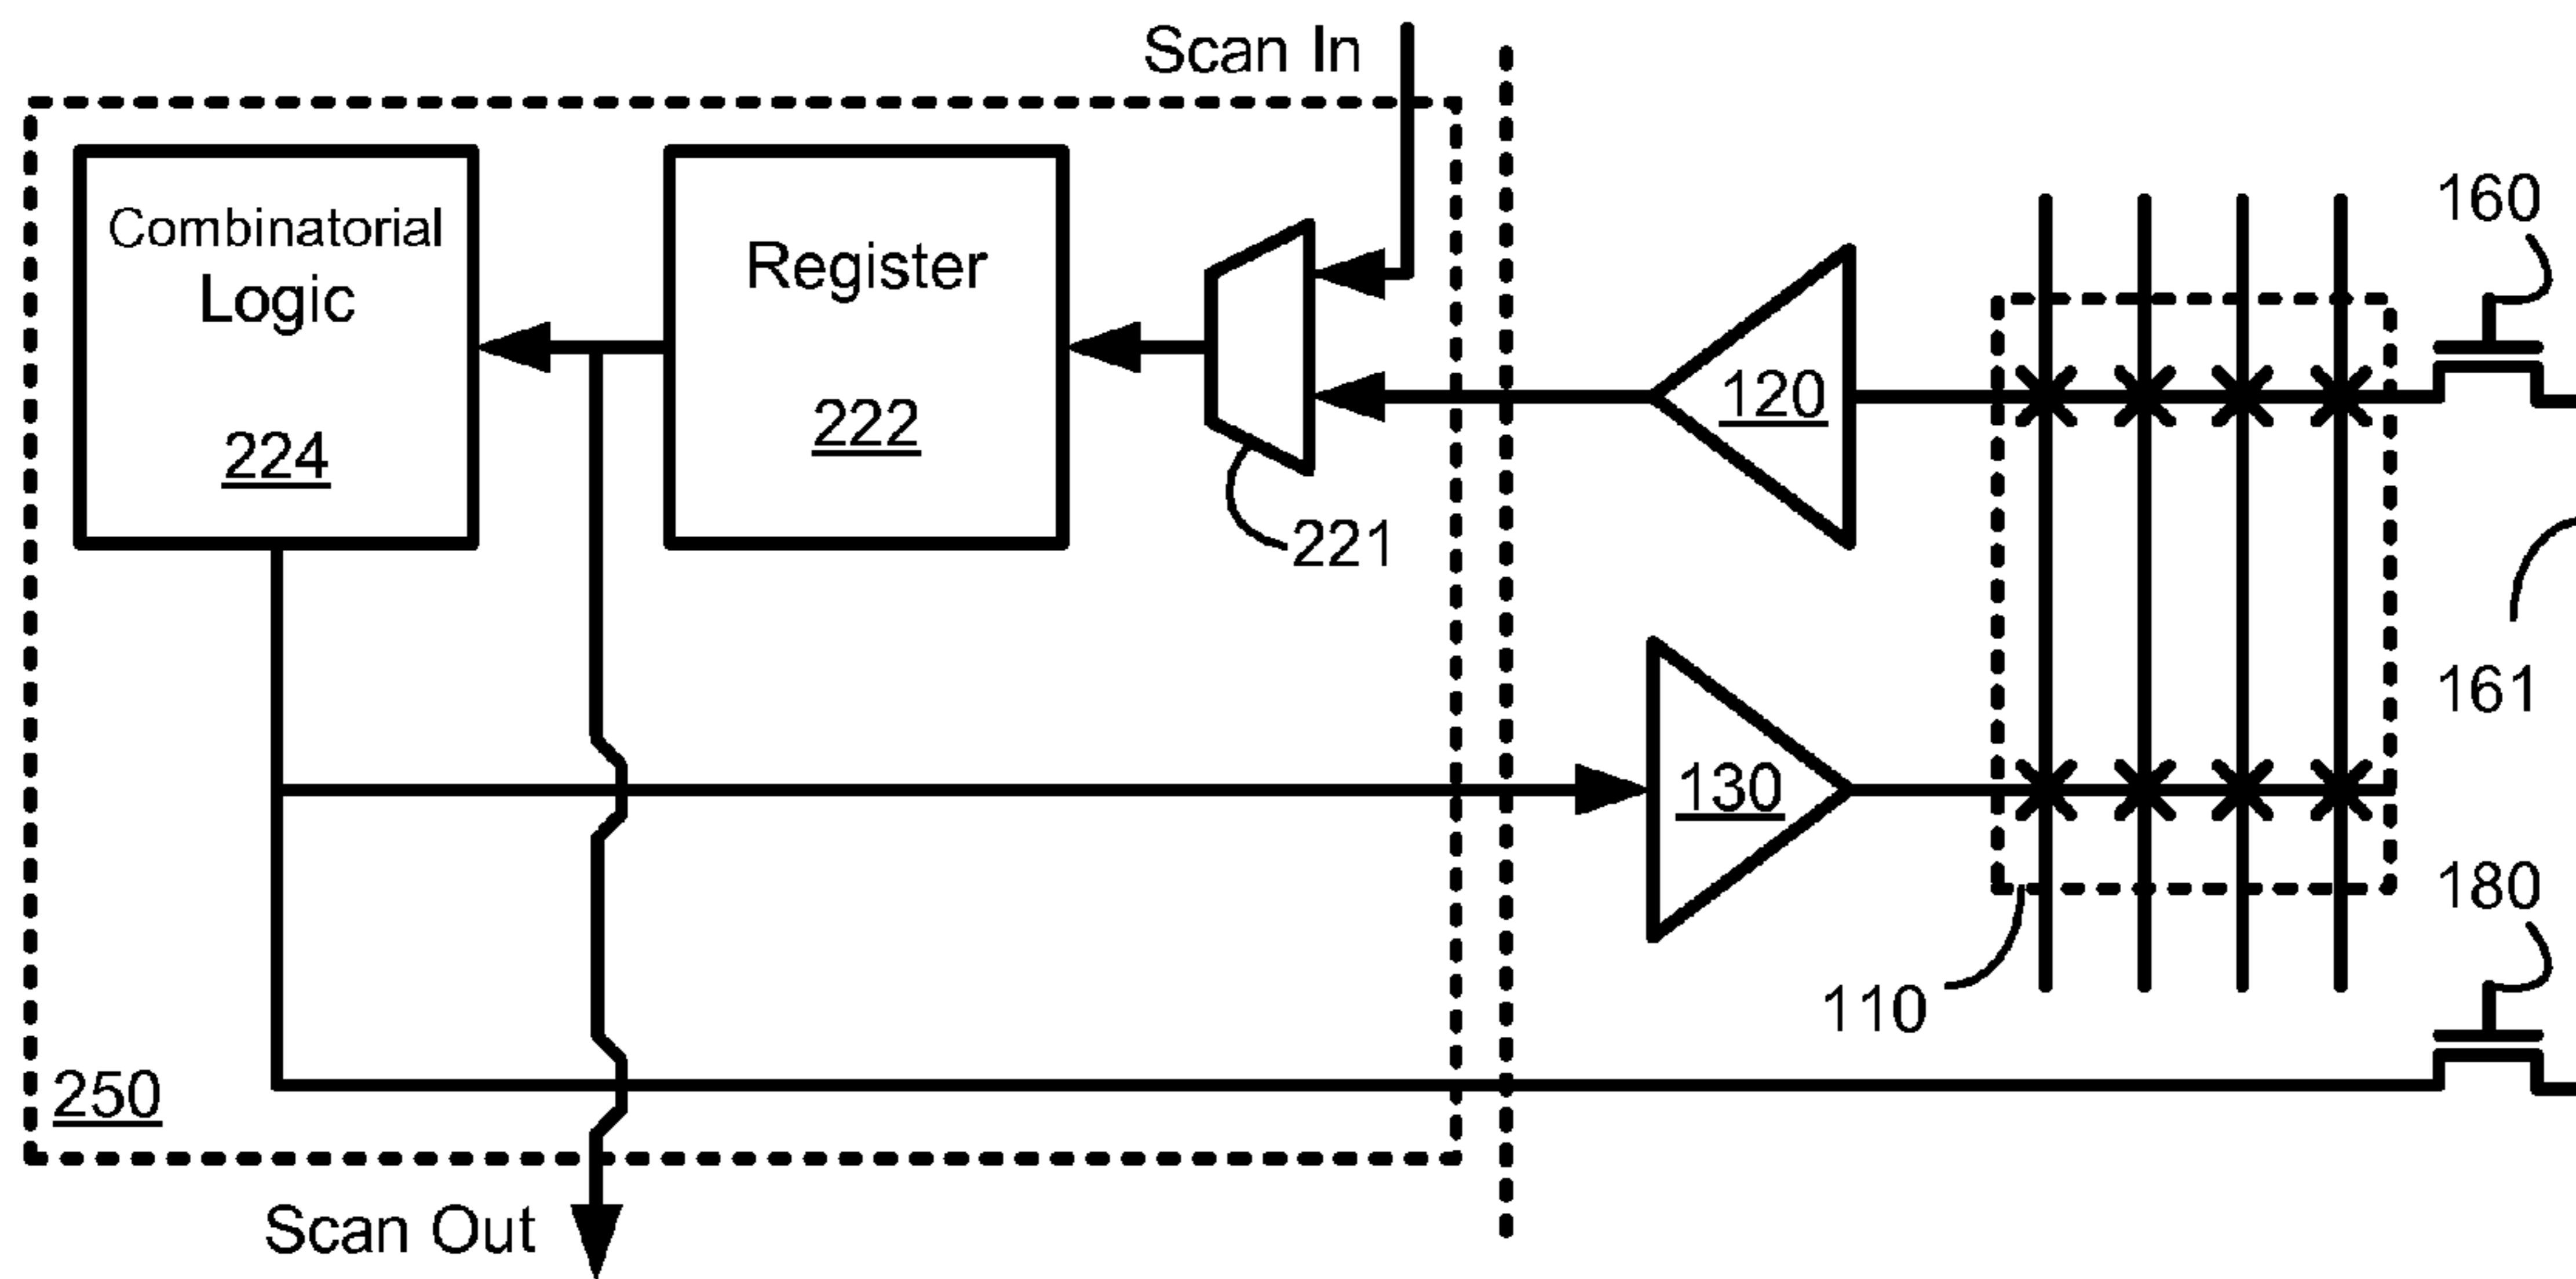 Scan In
Combinatorial
Logic
224
Register
222
221
120
160
161
130
110
180
250
Scan Out